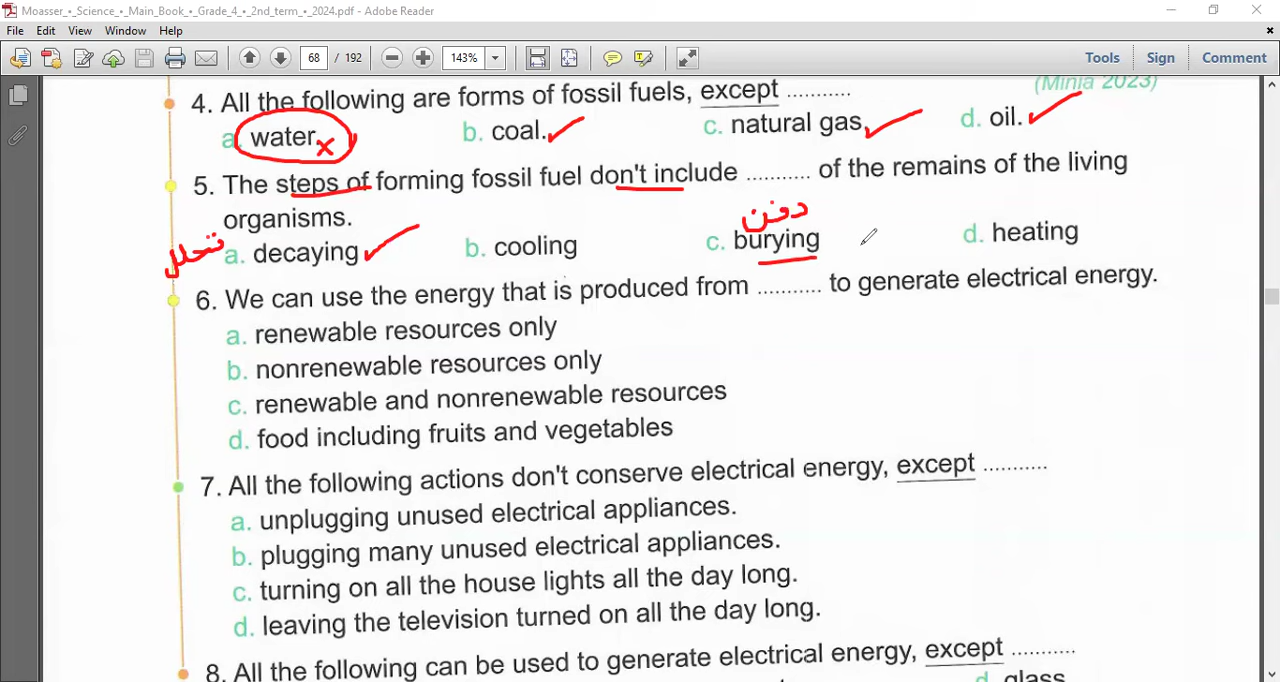 Moasser_•_Science_•_Main_Book_•_Grade_4_•_2nd_term_•_2024.pdf - Adobe Reader
File Edit View Window Help
68 / 192 143% Tools Sign Comment
(Minia 2023)
4. All the following are forms of fossil fuels, except ...........
a. water. x b. coal. c. natural gas. d. oil.
5. The steps of forming fossil fuel don't include ........... of the remains of the living
organisms.
دفن
تتحلل a. decaying b. cooling c. burying d. heating
6. We can use the energy that is produced from ........... to generate electrical energy.
a. renewable resources only
b. nonrenewable resources only
c. renewable and nonrenewable resources
d. food including fruits and vegetables
7. All the following actions don't conserve electrical energy, except ...........
a. unplugging unused electrical appliances.
b. plugging many unused electrical appliances.
c. turning on all the house lights all the day long.
d. leaving the television turned on all the day long.
8. All the following can be used to generate electrical energy, except ...........
d. glass